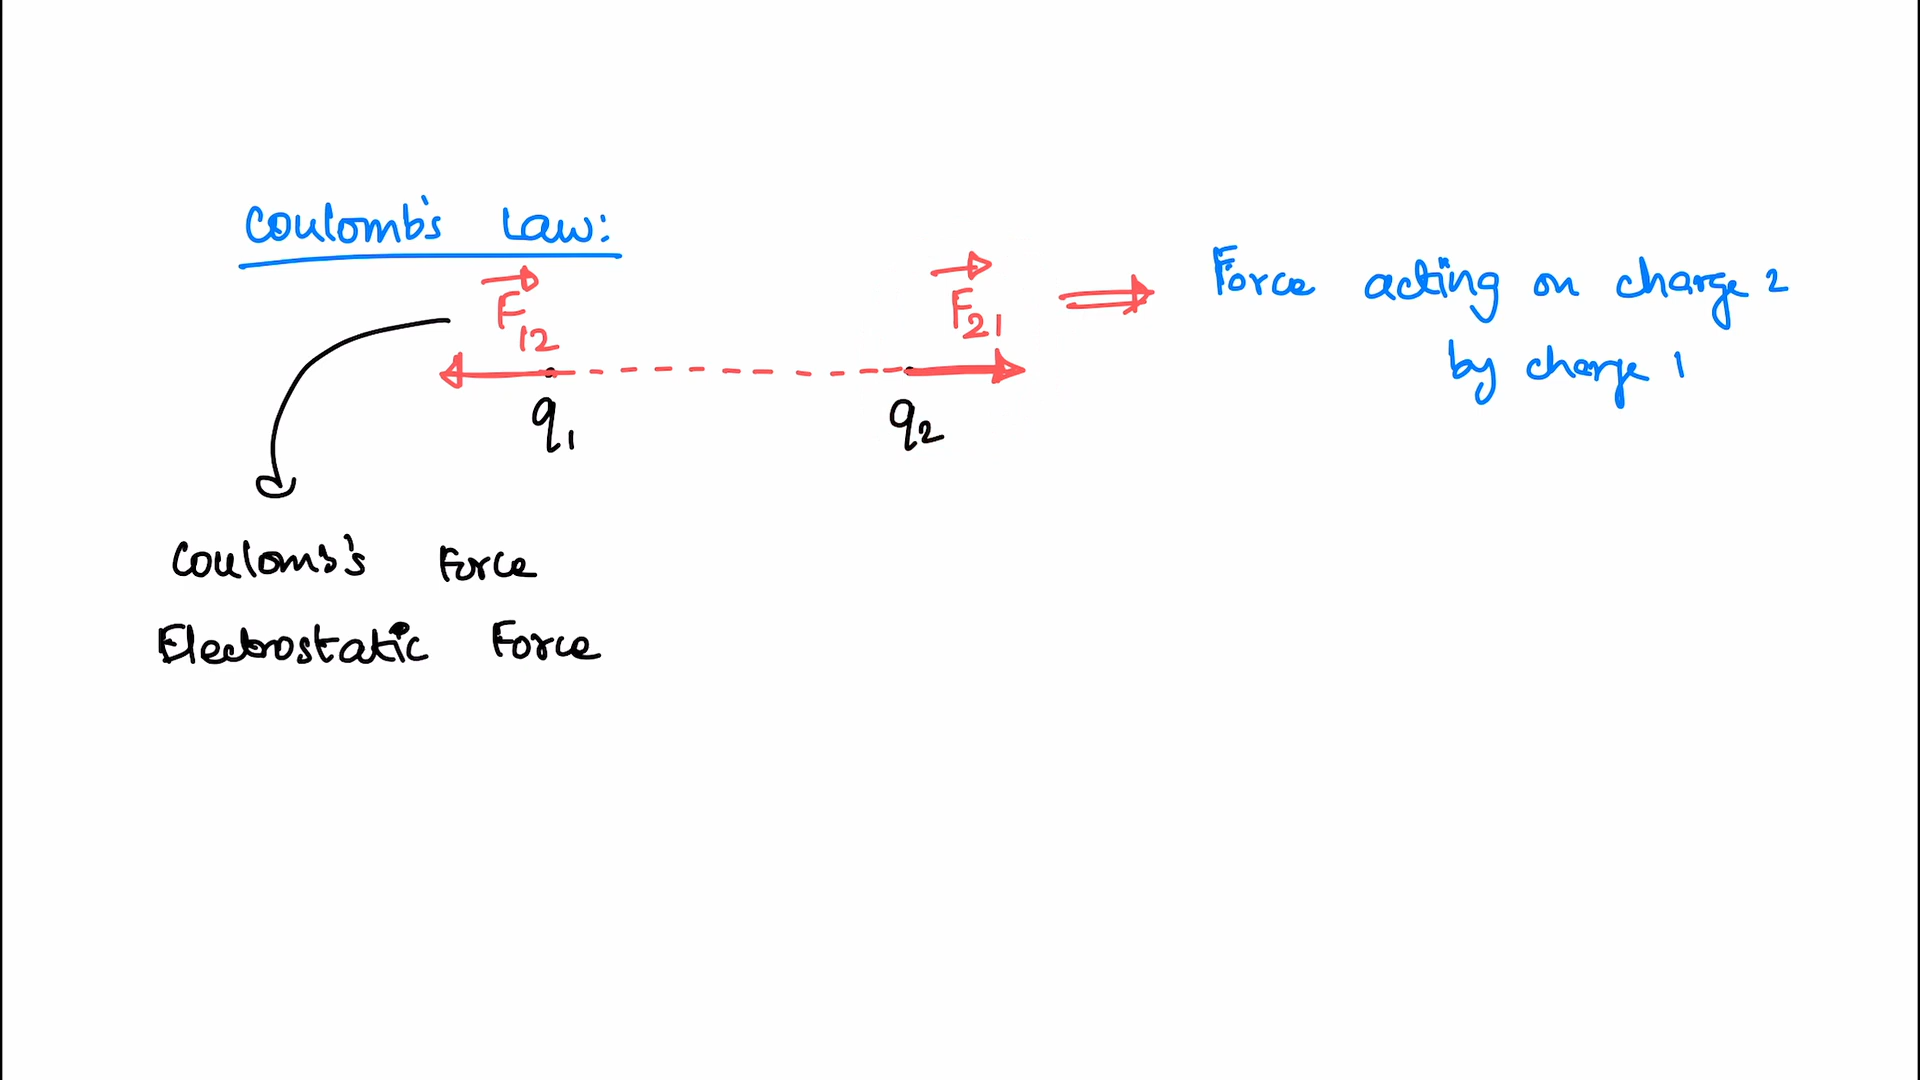 Coulomb's Law:
F12
F21
Force acting on charge 2
by charge 1
q1
q2
Coulomb's Force
Electrostatic Force